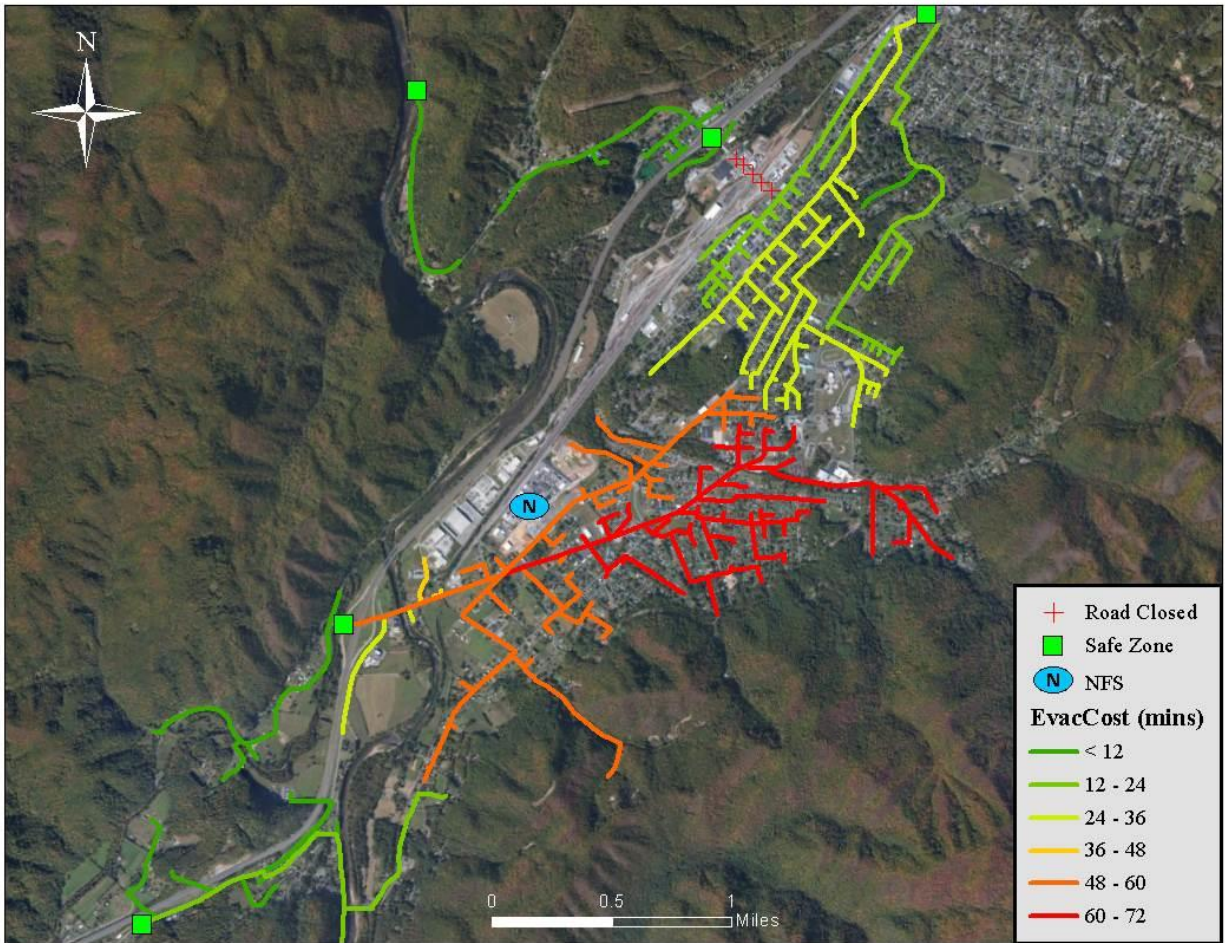 N
N
Road Closed
Safe Zone
N NFS
EvacCost (mins)
< 12
12 - 24
24 - 36
36 - 48
48 - 60
60 - 72
0 0.5 1
Miles